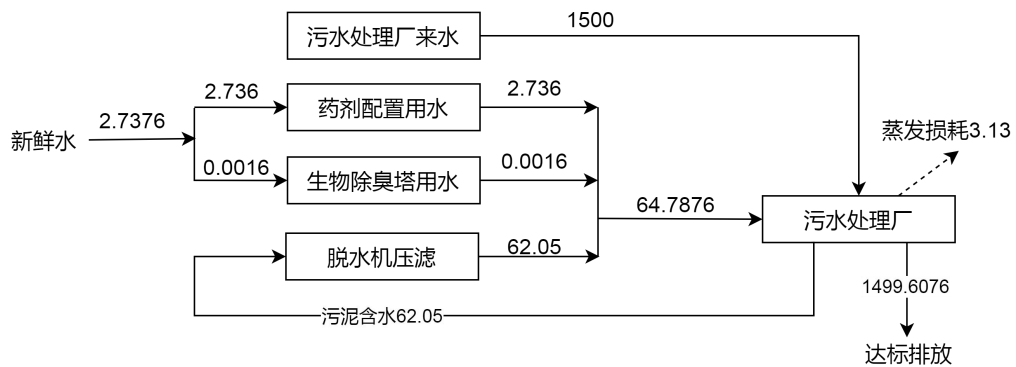 1500
污水处理厂来水
2.736
药剂配置用水
2.736
2.7376
新鲜水
蒸发损耗3.13
0.0016
生物除臭塔用水
0.0016
64.7876
污水处理厂
脱水机压滤
62.05
1499.6076
污泥含水62.05
达标排放